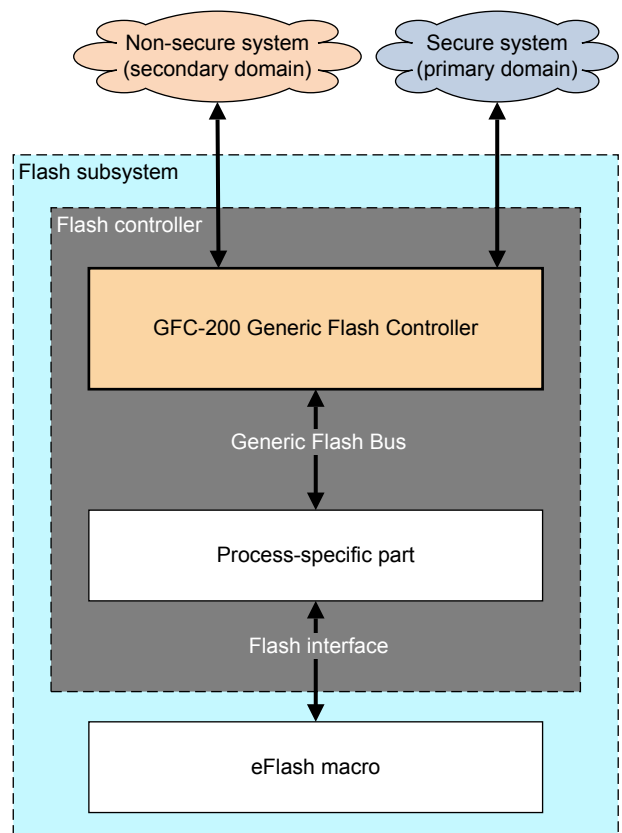 Non-secure system
(secondary domain)
Secure system
(primary domain)
Flash subsystem
Flash controller
GFC-200 Generic Flash Controller
Generic Flash Bus
Process-specific part
Flash interface
eFlash macro